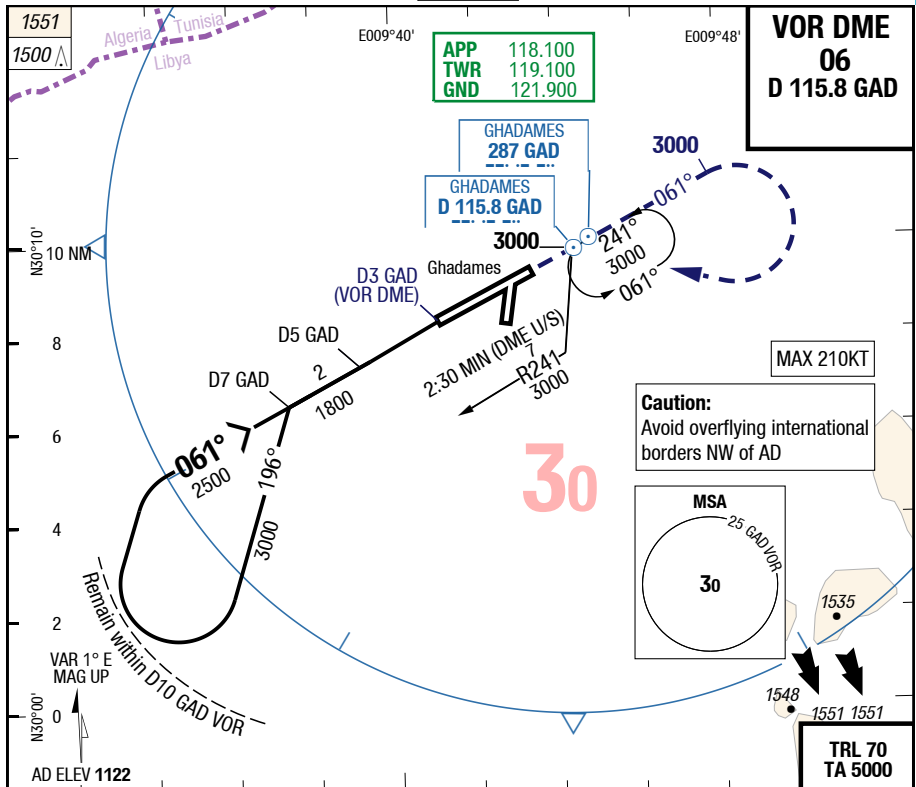 1551
1500
Algeria
Tunisia
Libya
E009°40'
E009°48'
VOR DME
06
D 115.8 GAD
APP 118.100
TWR 119.100
GND 121.900
GHADAMES
287 GAD
GHADAMES
D 115.8 GAD
3000
061°
3000
241°
3000
061°
N30°10'
10 NM
Ghadames
D3 GAD
(VOR DME)
D5 GAD
D7 GAD
2
1800
2:30 MIN (DME U/S)
7
R241
3000
8
6
4
2
0
MAX 210KT
Caution:
Avoid overflying international
borders NW of AD
061°
2500
196°
3000
30
MSA
25 GAD VOR
30
1535
1548
1551
1551
Remain within D10 GAD VOR
VAR 1° E
MAG UP
N30°00'
AD ELEV 1122
TRL 70
TA 5000